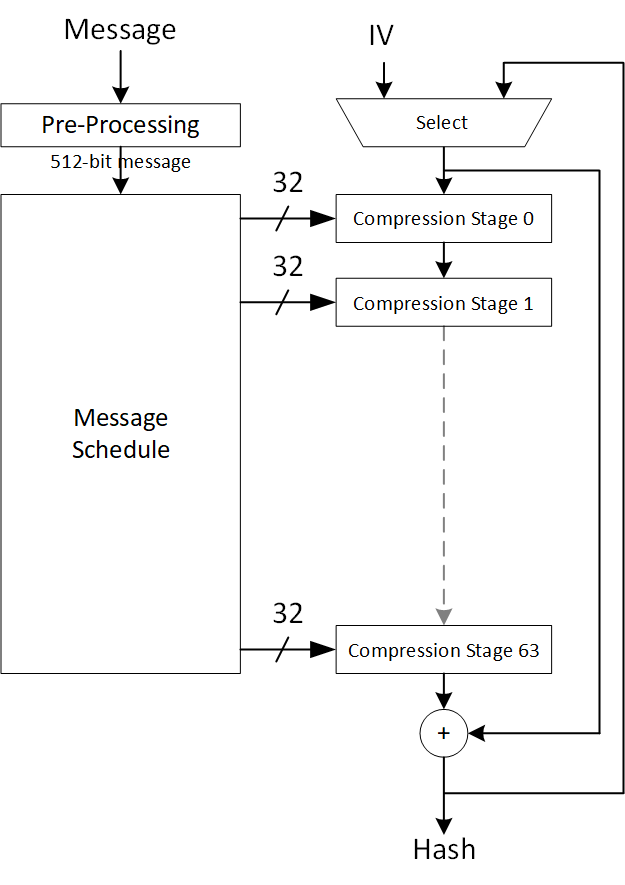 Message
IV
Pre-Processing
Select
512-bit message
32
Compression Stage 0
32
Compression Stage 1
Message
Schedule
32
Compression Stage 63
+
Hash